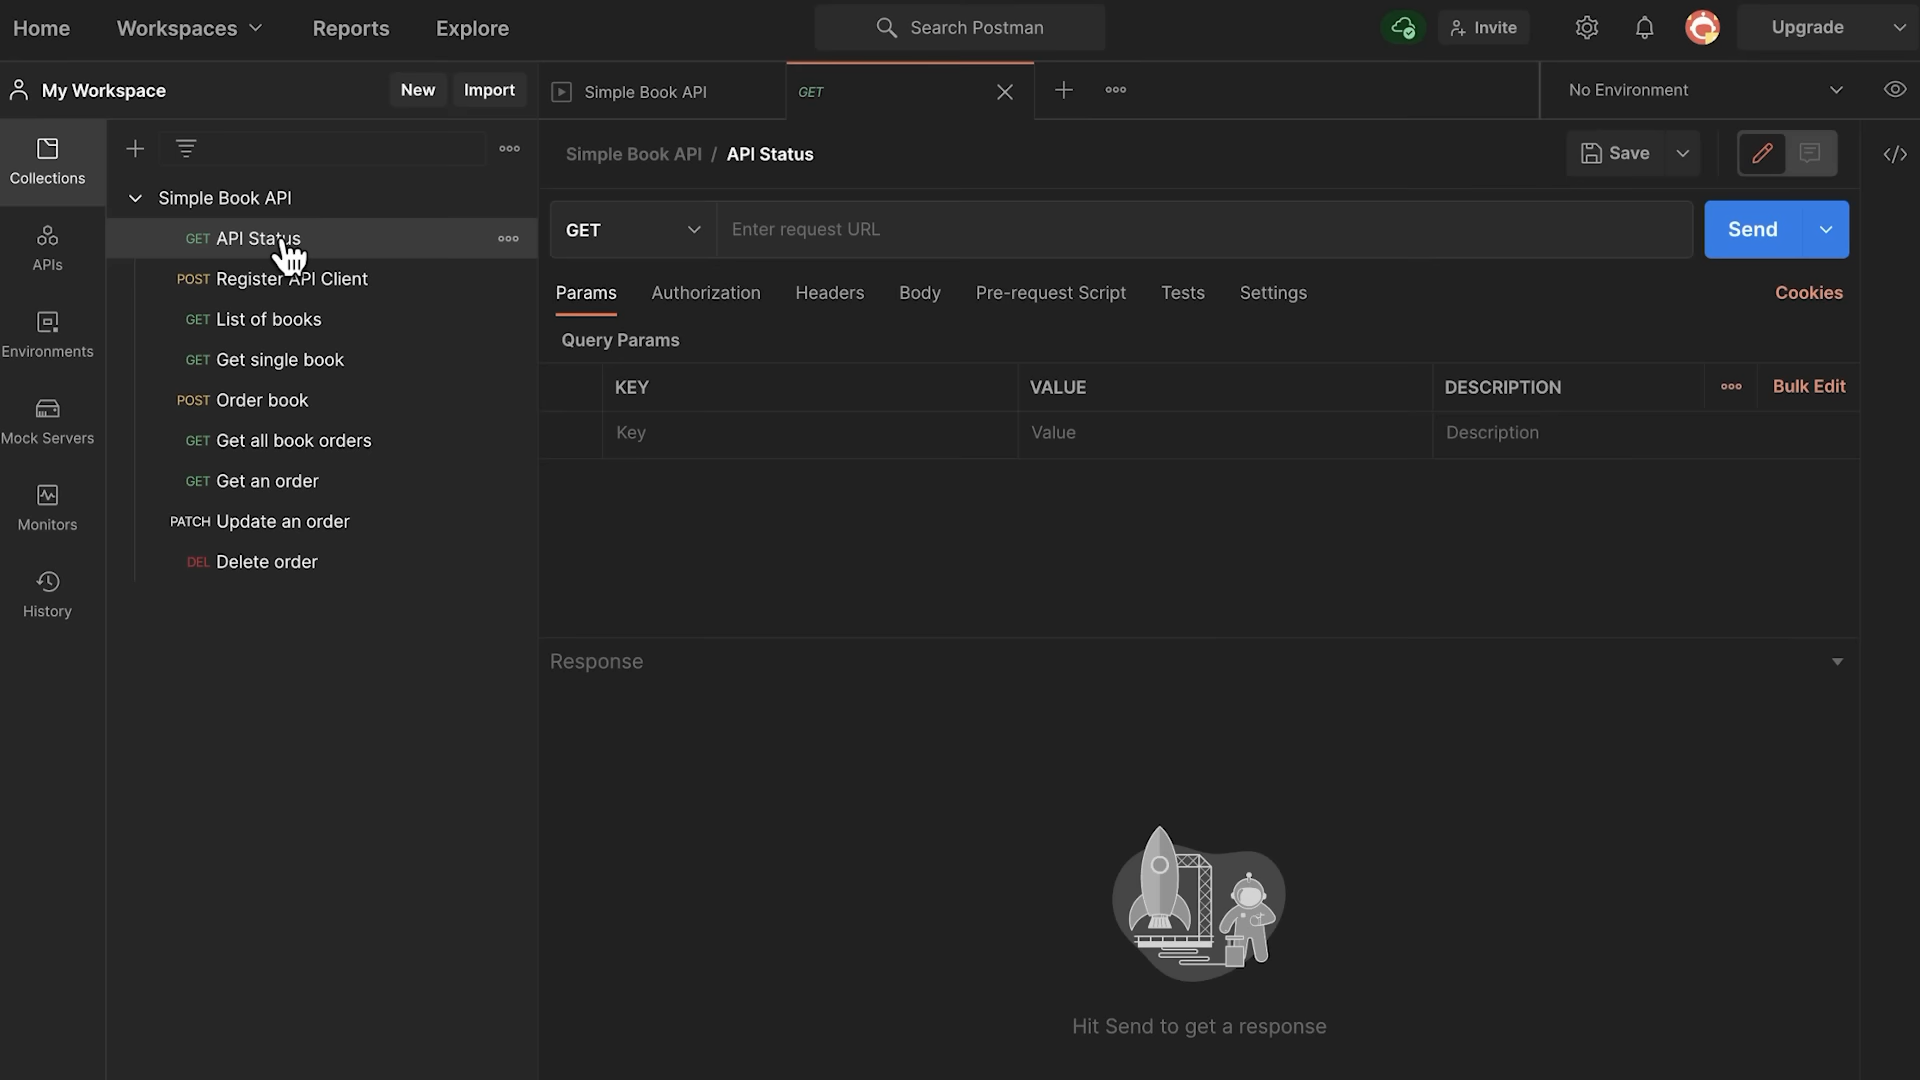 Home Workspaces Reports Explore Search Postman Invite Upgrade
My Workspace New Import Simple Book API GET No Environment
Collections
APIs
Environments
Mock Servers
Monitors
History
Simple Book API
GET API Status
POST Register API Client
GET List of books
GET Get single book
POST Order book
GET Get all book orders
GET Get an order
PATCH Update an order
DEL Delete order
Simple Book API / API Status Save
GET Enter request URL Send
Params Authorization Headers Body Pre-request Script Tests Settings Cookies
Query Params
KEY VALUE DESCRIPTION Bulk Edit
Key Value Description
Response
Hit Send to get a response